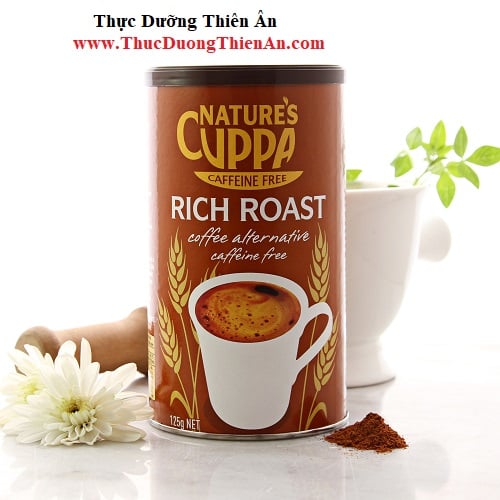 Thực Dưỡng Thiên Ân
www.ThucDuongThienAn.com
NATURE'S
CUPPA
CAFFEINE FREE
RICH ROAST
coffee alternative
caffeine free
125g NET